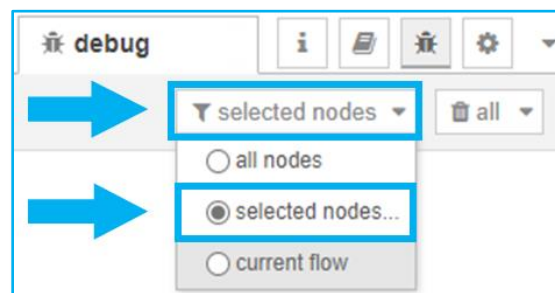 debug i
selected nodes all
all nodes
selected nodes...
current flow